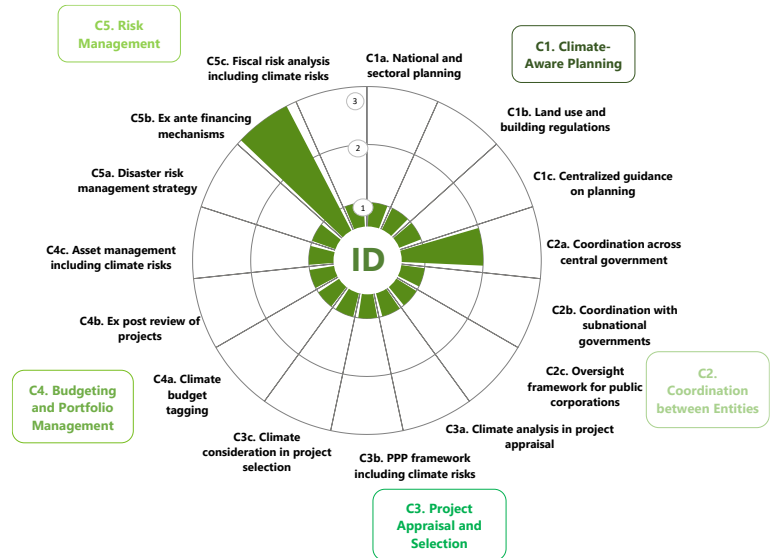 C5. Risk
Management
C5c. Fiscal risk analysis
including climate risks
C1a. National and
sectoral planning
C1. Climate-
Aware Planning
C5b. Ex ante financing
mechanisms
C1b. Land use and
building regulations
C5a. Disaster risk
management strategy
C1c. Centralized guidance
on planning
3
2
1
ID
C4c. Asset management
including climate risks
C2a. Coordination across
central government
C4b. Ex post review of
projects
C2b. Coordination with
subnational
governments
C4. Budgeting
and Portfolio
Management
C4a. Climate
budget
tagging
C2c. Oversight
framework for public
corporations
C2.
Coordination
between Entities
C3c. Climate
consideration in project
selection
C3b. PPP framework
including climate risks
C3a. Climate analysis in project
appraisal
C3. Project
Appraisal and
Selection